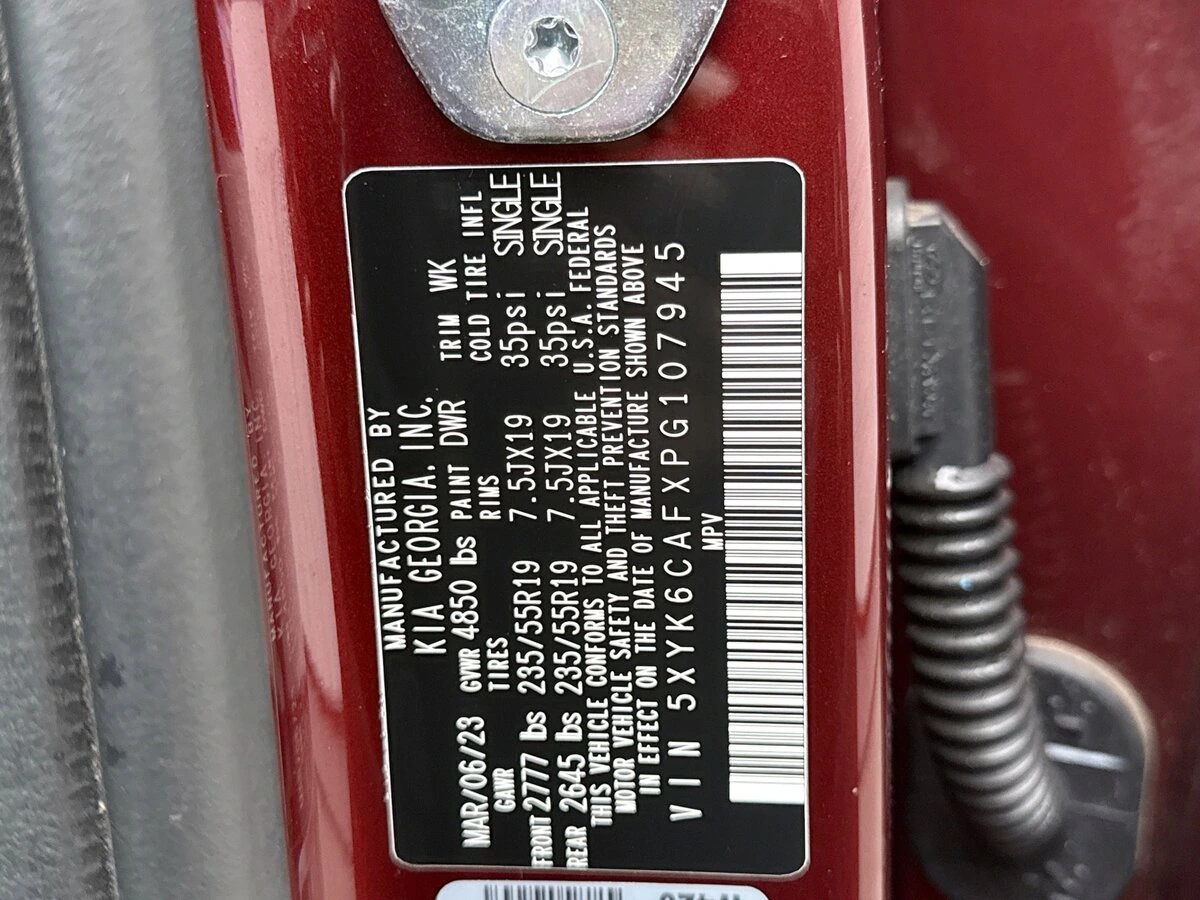 MANUFACTURED BY
KIA GEORGIA. INC.
MAR/06/23 GVWR 4850 lbs PAINT DWR TRIM WK
GAWR TIRES RIMS COLD TIRE INFL
FRONT 2777 lbs 235/55R19 7.5JX19 35psi SINGLE
REAR 2645 lbs 235/55R19 7.5JX19 35psi SINGLE
THIS VEHICLE CONFORMS TO ALL APPLICABLE U.S.A. FEDERAL
MOTOR VEHICLE SAFETY AND THEFT PREVENTION STANDARDS
IN EFFECT ON THE DATE OF MANUFACTURE SHOWN ABOVE
VIN 5XYK6CAFXPG107945
MPV